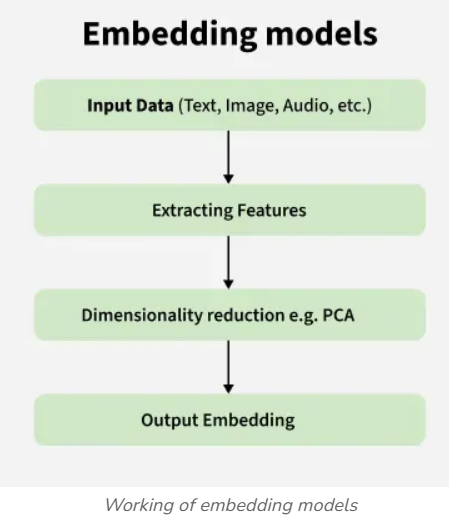 Embedding models
Input Data (Text, Image, Audio, etc.)
Extracting Features
Dimensionality reduction e.g. PCA
Output Embedding
Working of embedding models